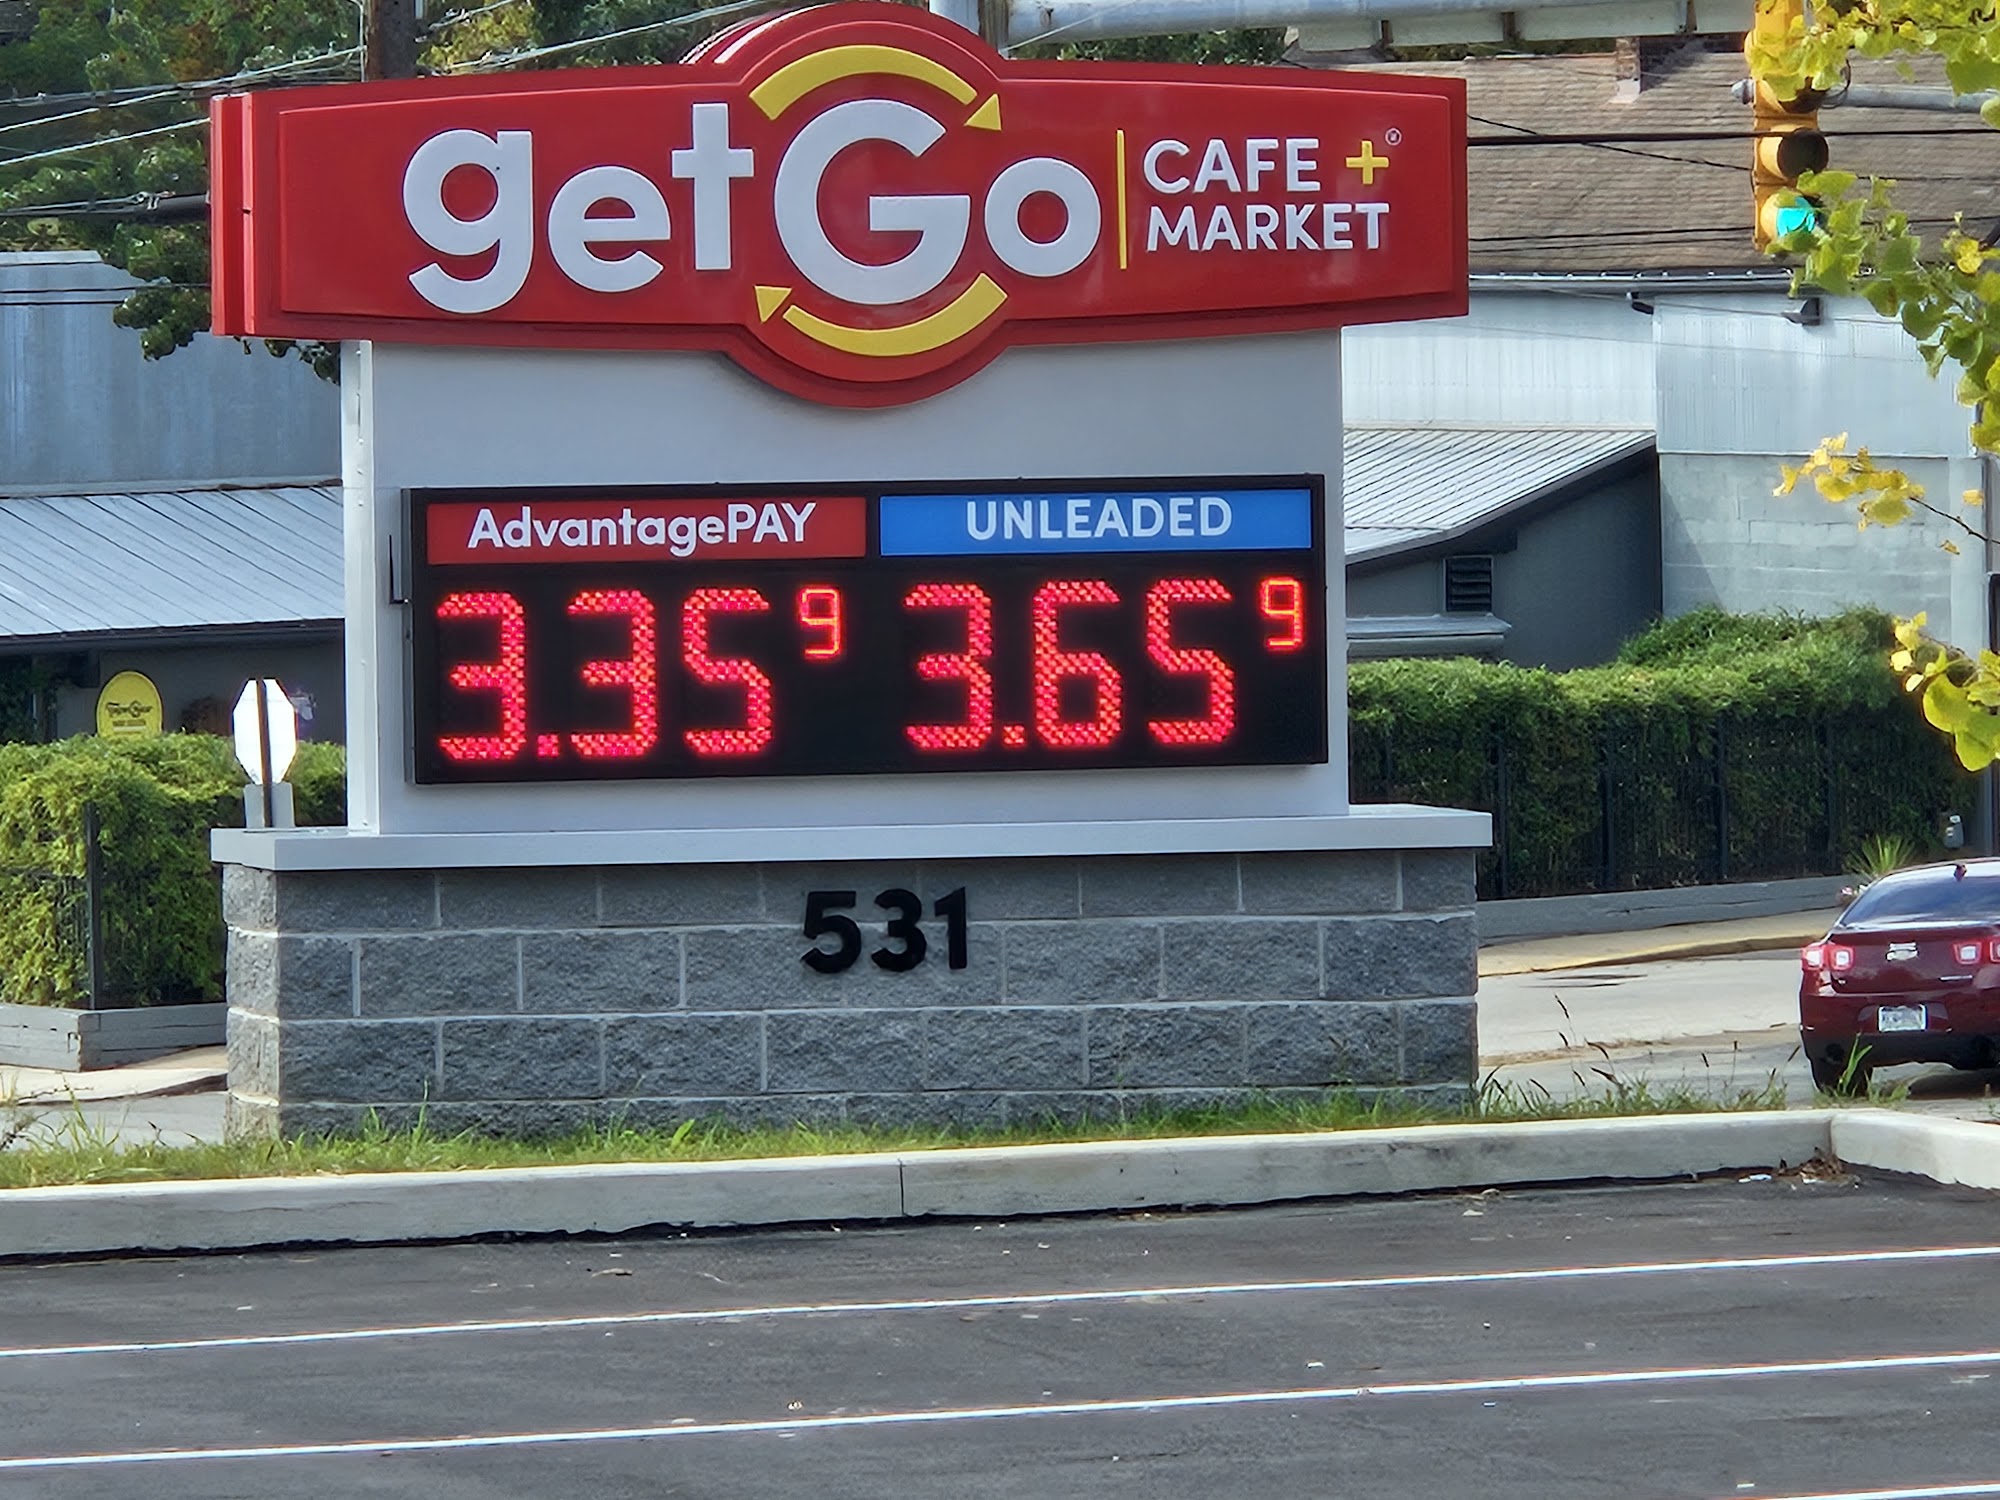 getGo
CAFE +®
MARKET
AdvantagePAY
UNLEADED
3.35 9
3.65 9
531